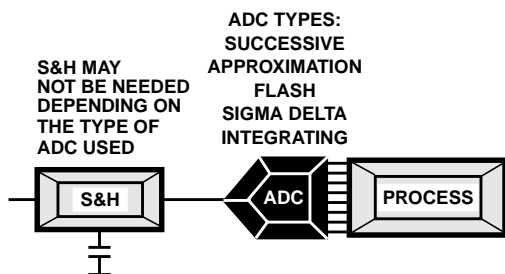 ADC TYPES:
SUCCESSIVE
APPROXIMATION
FLASH
SIGMA DELTA
INTEGRATING
S&H MAY
NOT BE NEEDED
DEPENDING ON
THE TYPE OF
ADC USED
S&H
ADC
PROCESS